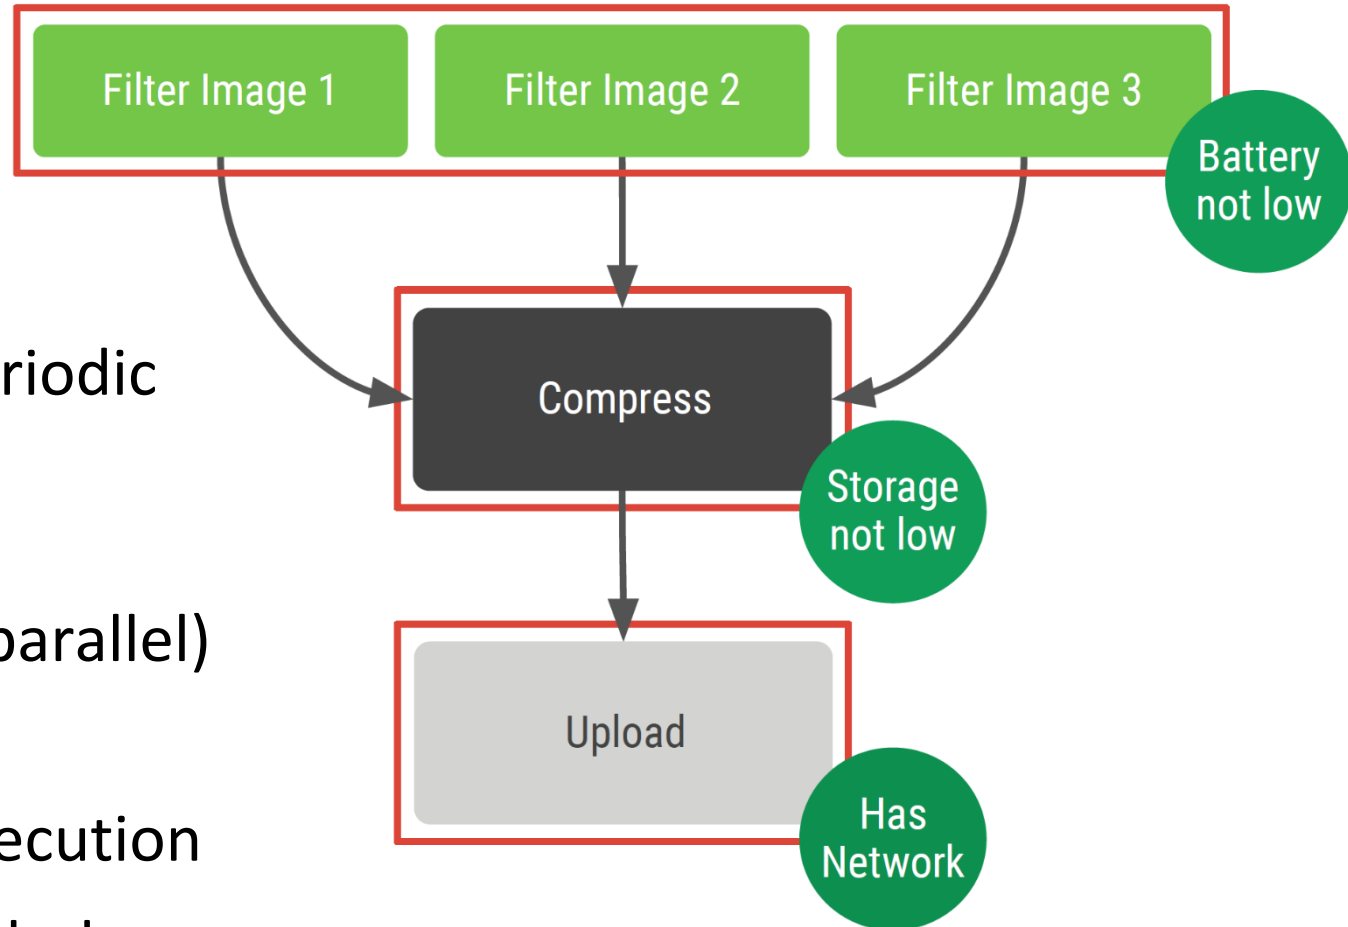 Filter Image 1
Filter Image 2
Filter Image 3
Battery
not low
riodic
Compress
Storage
not low
parallel)
Upload
Has
Network
ecution